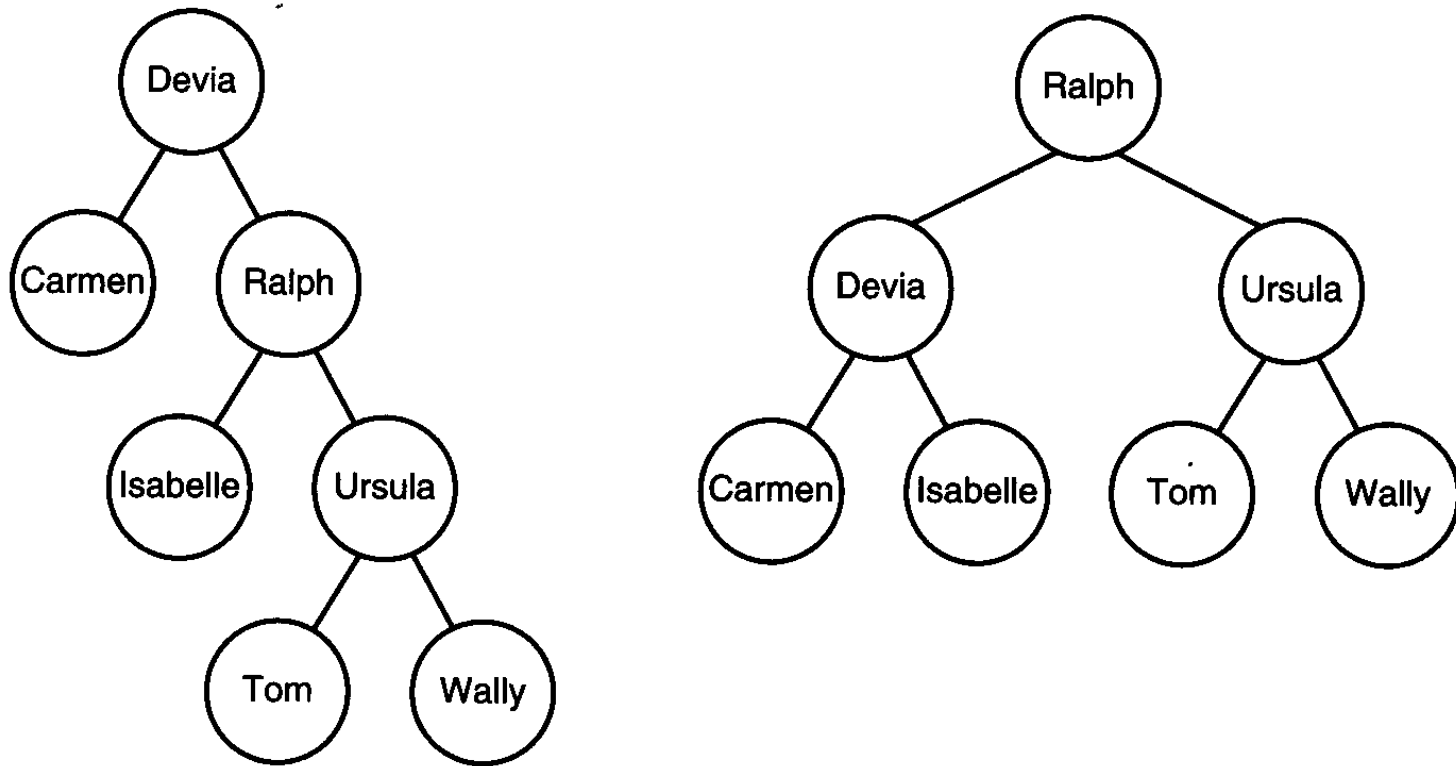 Devia
Carmen
Ralph
Isabelle
Ursula
Tom
Wally
Ralph
Devia
Ursula
Carmen
Isabelle
Tom
Wally